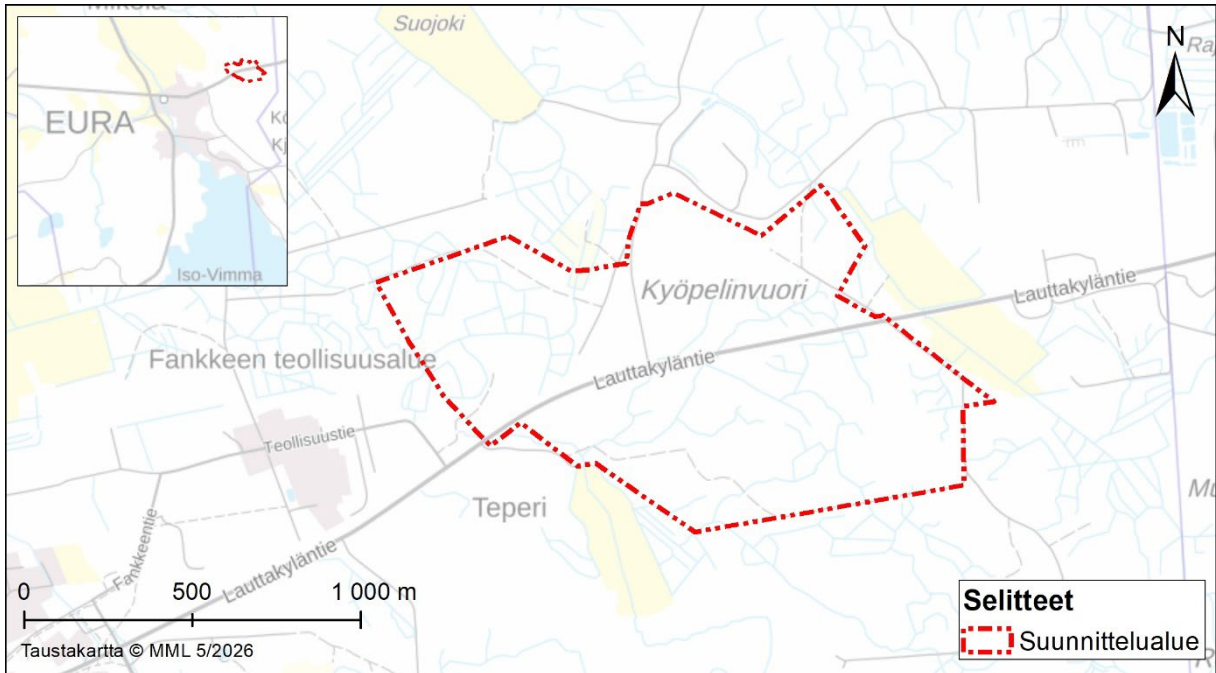 Suojoki
N
EURA
Iso-Vimma
Kyöpelinvuori
Lauttakyläntie
Fankkeen teollisuusalue
Lauttakyläntie
Teollisuustie
Teperi
Fankkeentie
Lauttakyläntie
0 500 1 000 m
Taustakartta © MML 5/2026
Selitteet
Suunnittelualue